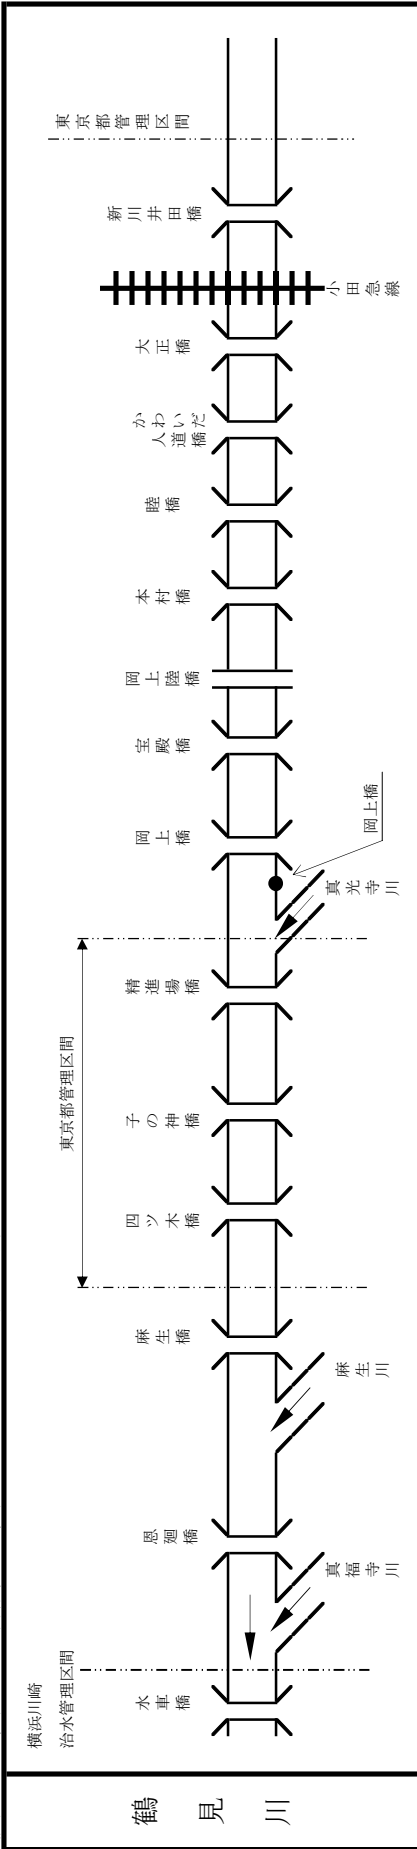 東京都管理区間
新川井田橋
小田急線
大正橋
かわいだ
人道橋
睦橋
本村橋
岡上陸橋
宝殿橋
岡上橋
岡上橋
真光寺川
精進場橋
東京都管理区間
子の神橋
四ツ木橋
麻生橋
麻生川
恩廻橋
真福寺川
横浜川崎
治水管理区間
水車橋
鶴見川